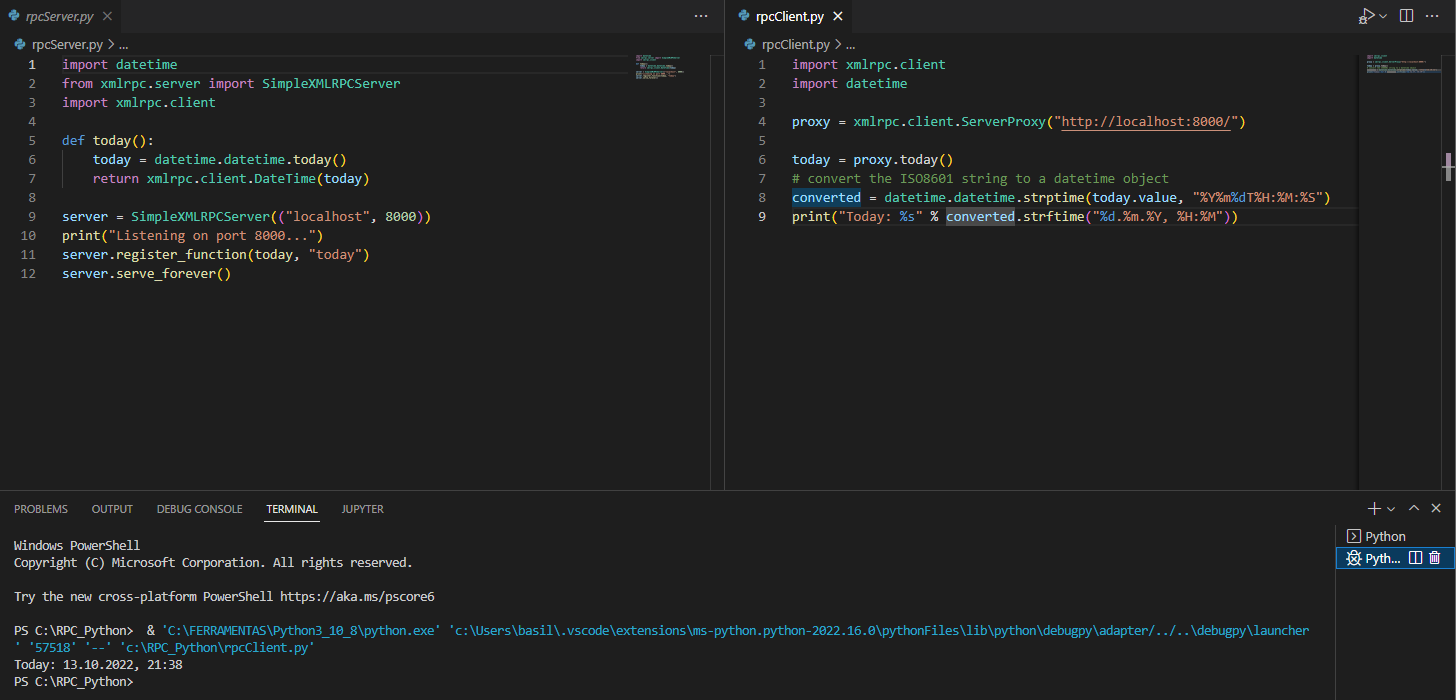 rpcServer.py
rpcServer.py > ...
1 import datetime
2 from xmlrpc.server import SimpleXMLRPCServer
3 import xmlrpc.client
4
5 def today():
6     today = datetime.datetime.today()
7     return xmlrpc.client.DateTime(today)
8
9 server = SimpleXMLRPCServer(("localhost", 8000))
10 print("Listening on port 8000...")
11 server.register_function(today, "today")
12 server.serve_forever()
rpcClient.py
rpcClient.py > ...
1 import xmlrpc.client
2 import datetime
3
4 proxy = xmlrpc.client.ServerProxy("http://localhost:8000/")
5
6 today = proxy.today()
7 # convert the ISO8601 string to a datetime object
8 converted = datetime.datetime.strptime(today.value, "%Y%m%dT%H:%M:%S")
9 print("Today: %s" % converted.strftime("%d.%m.%Y, %H:%M"))
PROBLEMS OUTPUT DEBUG CONSOLE TERMINAL JUPYTER
Windows PowerShell
Copyright (C) Microsoft Corporation. All rights reserved.
Try the new cross-platform PowerShell https://aka.ms/pscore6
PS C:\RPC_Python>  & 'C:\FERRAMENTAS\Python3_10_8\python.exe' 'c:\Users\basil\.vscode\extensions\ms-python.python-2022.16.0\pythonFiles\lib\python\debugpy\adapter/../..\debugpy\launcher
' '57518' '--' 'c:\RPC_Python\rpcClient.py'
Today: 13.10.2022, 21:38
PS C:\RPC_Python>
Python
Pyth...